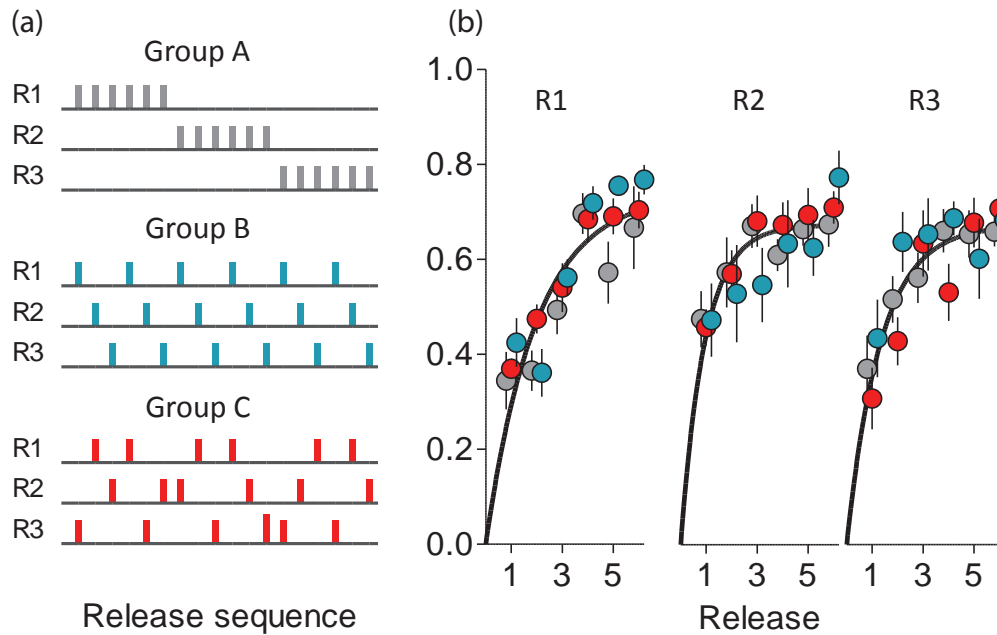 (a)
Group A
R1
R2
R3
Group B
R1
R2
R3
Group C
R1
R2
R3
Release sequence
(b)
1.0
0.8
0.6
0.4
0.2
0.0
R1
R2
R3
1 3 5
1 3 5
1 3 5
Release